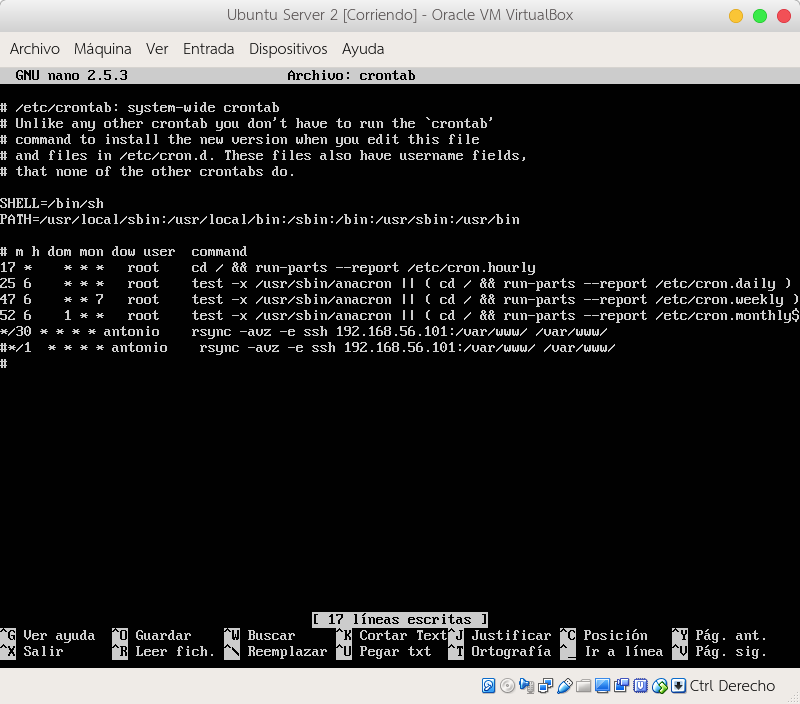 Ubuntu Server 2 [Corriendo] - Oracle VM VirtualBox
Archivo Máquina Ver Entrada Dispositivos Ayuda
GNU nano 2.5.3 Archivo: crontab
# /etc/crontab: system-wide crontab
# Unlike any other crontab you don't have to run the `crontab'
# command to install the new version when you edit this file
# and files in /etc/cron.d. These files also have username fields,
# that none of the other crontabs do.
SHELL=/bin/sh
PATH=/usr/local/sbin:/usr/local/bin:/sbin:/bin:/usr/sbin:/usr/bin
# m h dom mon dow user  command
17 *    * * *   root    cd / && run-parts --report /etc/cron.hourly
25 6    * * *   root    test -x /usr/sbin/anacron || ( cd / && run-parts --report /etc/cron.daily )
47 6    * * 7   root    test -x /usr/sbin/anacron || ( cd / && run-parts --report /etc/cron.weekly )
52 6    1 * *   root    test -x /usr/sbin/anacron || ( cd / && run-parts --report /etc/cron.monthly$
*/30 * * * * antonio    rsync -avz -e ssh 192.168.56.101:/var/www/ /var/www/
#*/1  * * * * antonio    rsync -avz -e ssh 192.168.56.101:/var/www/ /var/www/
#
[ 17 líneas escritas ]
^G Ver ayuda ^O Guardar ^W Buscar ^K Cortar Text ^J Justificar ^C Posición ^Y Pág. ant.
^X Salir ^R Leer fich. ^\ Reemplazar ^U Pegar txt ^T Ortografía ^_ Ir a línea ^V Pág. sig.
Ctrl Derecho